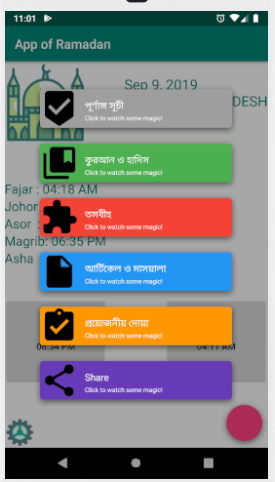 11:01
App of Ramadan
Sep 9, 2019
DESH
পূর্ণাঙ্গ সূচী
Click to watch some magic!
কুরআন ও হাদিস
Click to watch some magic!
Fajar : 04:18 AM
Johor
তসবীহ
Asor :
Click to watch some magic!
Magrib: 06:35 PM
Asha
আর্টিকেল ও মাসয়ালা
Click to watch some magic!
প্রয়োজনীয় দোয়া
Click to watch some magic!
06:34 PM 04:11 AM
Share
Click to watch some magic!